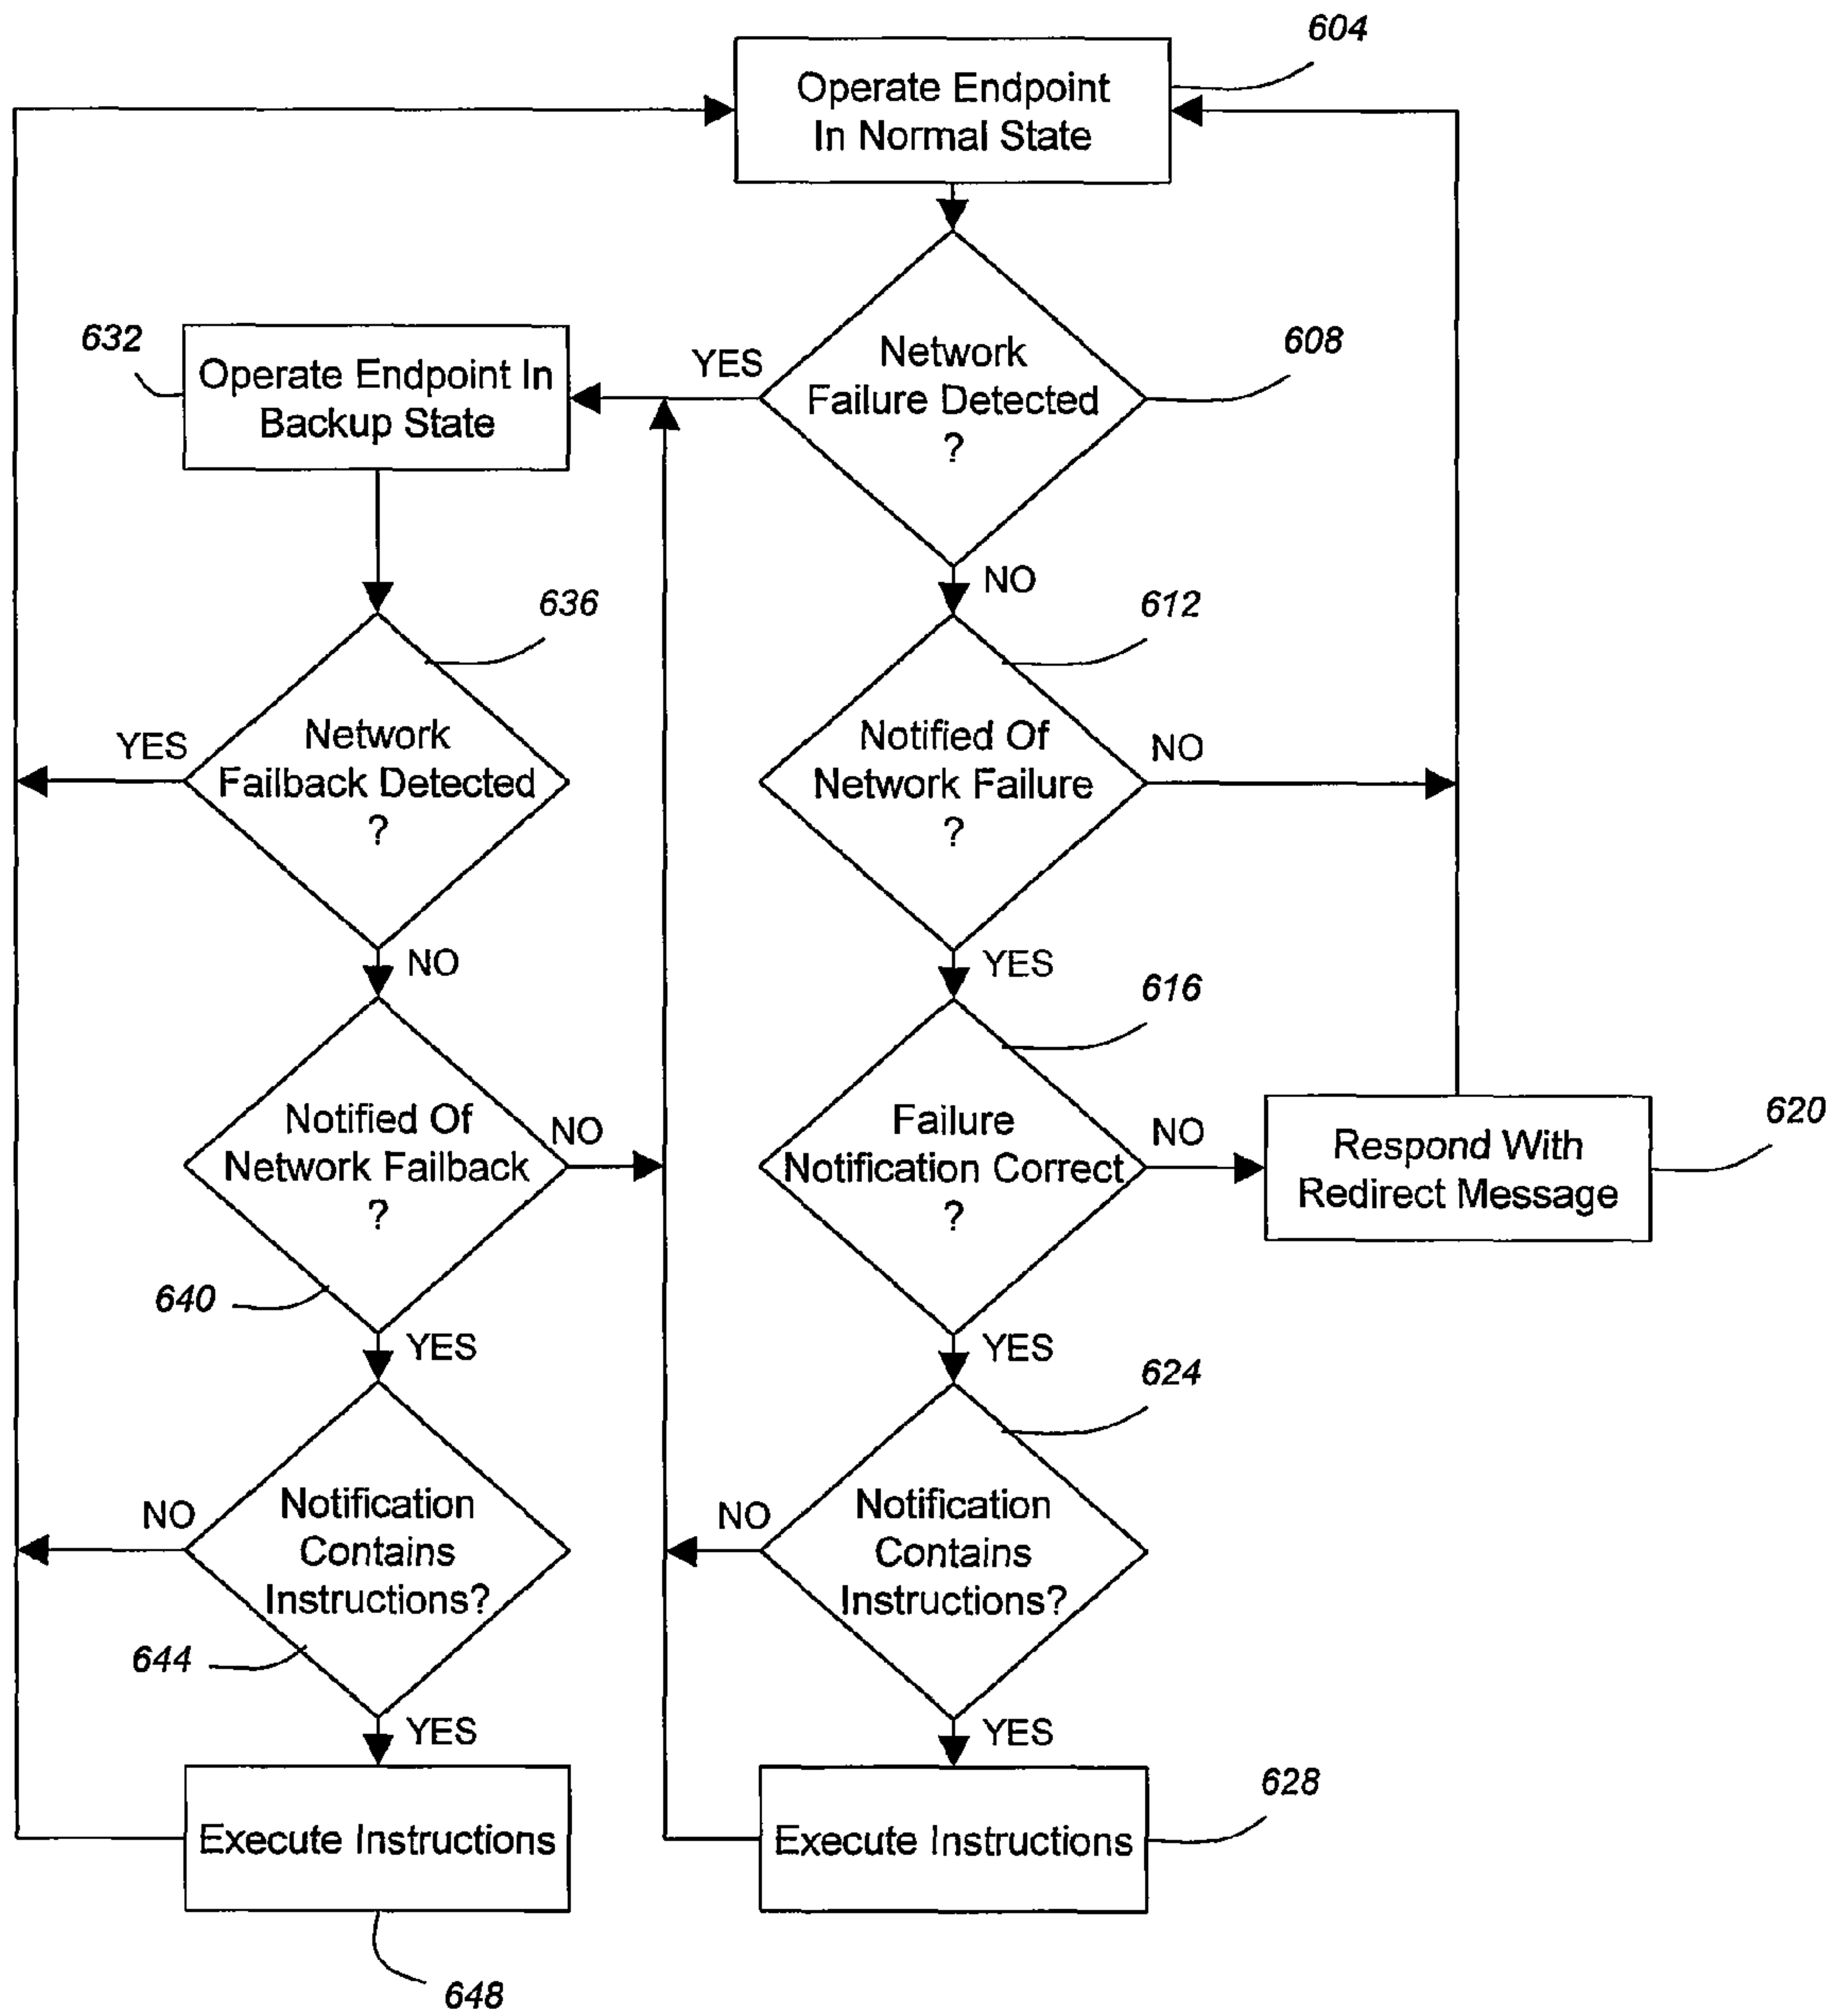 604
Operate Endpoint
In Normal State
632
Operate Endpoint In
Backup State
YES
Network
Failure Detected
?
608
NO
636
612
YES
Network
Failback Detected
?
Notified Of
Network Failure
?
NO
NO
YES
616
Notified Of
Network Failback
?
NO
Failure
Notification Correct
?
NO
Respond With
Redirect Message
620
640
YES
YES
624
NO
Notification
Contains
Instructions?
NO
Notification
Contains
Instructions?
644
YES
YES
Execute Instructions
Execute Instructions
628
648